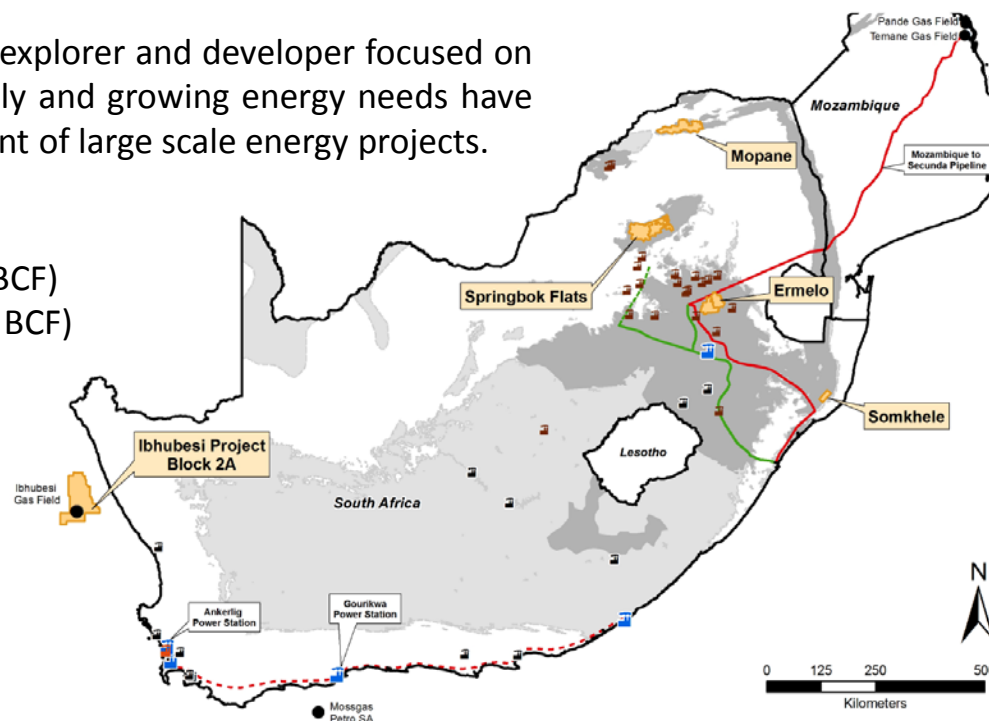 explorer and developer focused on
ly and growing energy needs have
nt of large scale energy projects.
BCF)
BCF)
Pande Gas Field
Temane Gas Field
Mozambique
Mozambique to
Secunda Pipeline
Mopane
Springbok Flats
Ermelo
Somkhele
Ibhubesi Project
Block 2A
Ibhubesi
Gas Field
Lesotho
South Africa
Ankerlig
Power Station
Gourikwa
Power Station
Mossgas
Petro SA
N
0 125 250 50
Kilometers